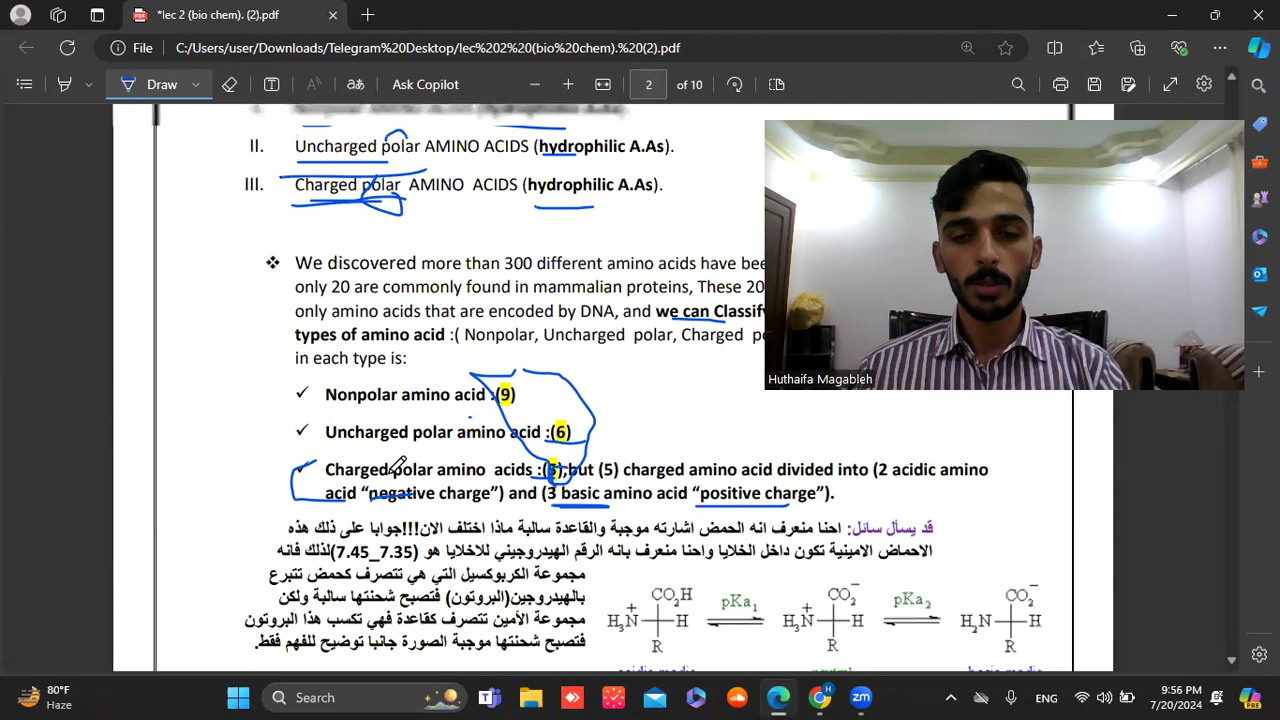 *lec 2 (bio chem). (2).pdf
File C:/Users/user/Downloads/Telegram%20Desktop/lec%202%20(bio%20chem).%20(2).pdf
Draw Ask Copilot 2 of 10
II. Uncharged polar AMINO ACIDS (hydrophilic A.As).
III. Charged polar AMINO ACIDS (hydrophilic A.As).
❖ We discovered more than 300 different amino acids have
only 20 are commonly found in mammalian proteins, These 20
only amino acids that are encoded by DNA, and we can Classify
types of amino acid :( Nonpolar, Uncharged polar, Charged
in each type is:
✓ Nonpolar amino acid :(9)
✓ Uncharged polar amino acid :(6)
✓ Charged polar amino acids :(5),but (5) charged amino acid divided into (2 acidic amino
acid “negative charge”) and (3 basic amino acid “positive charge”).
قد يسأل سائل: احنا منعرف انه الحمض اشارته موجبة والقاعدة سالبة ماذا اختلف الان!!!جوابا على ذلك هذه
الاحماض الامينية تكون داخل الخلايا واحنا منعرف بانه الرقم الهيدروجيني للاخلايا هو (7.35_7.45)لذلك فانه
مجموعة الكربوكسيل التي هي تتصرف كحمض تتبرع
بالهيدروجين(البروتون) فتصبح شحنتها سالبة ولكن
مجموعة الأمين تتصرف كقاعدة فهي تكسب هذا البروتون
فتصبح شحنتها موجبة الصورة جانبا توضيح للفهم فقط.
CO₂H CO₂⁻ CO₂⁻
pKa₁ pKa₂
H₃N⁺ H H₃N⁺ H H₂N H
R R R
Huthaifa Magableh
80°F
Haze
Search
ENG
9:56 PM
7/20/2024